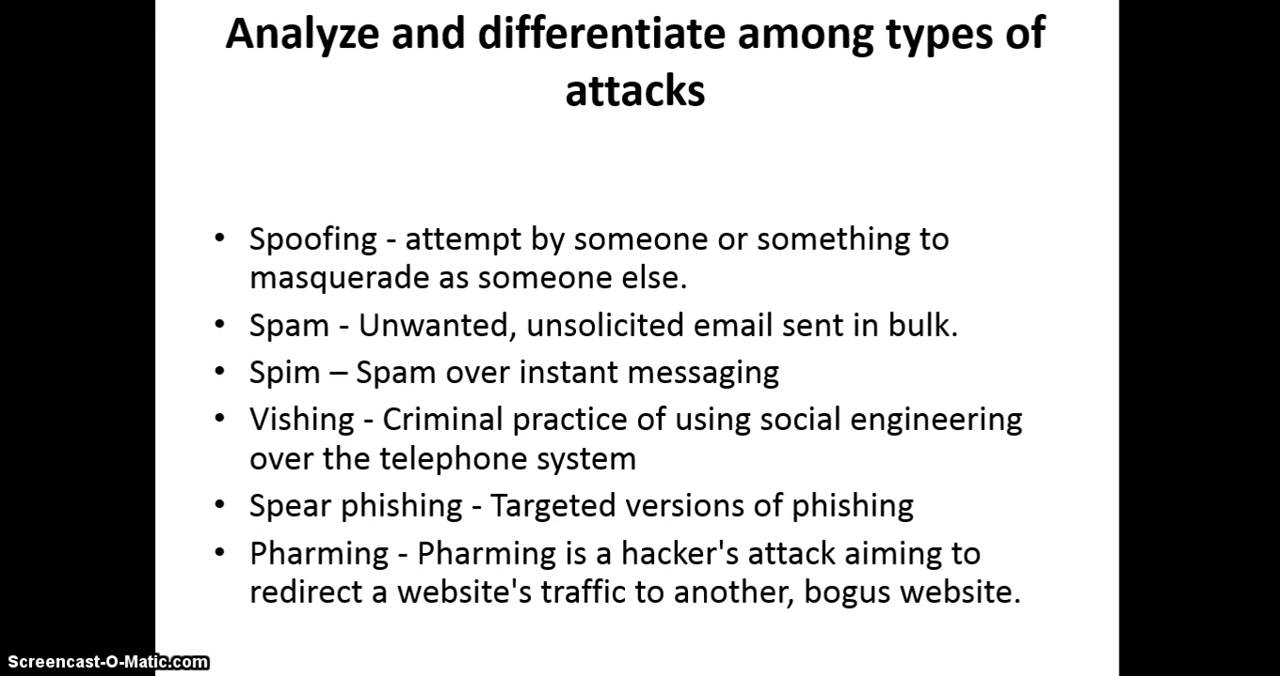 Analyze and differentiate among types of
attacks
• Spoofing - attempt by someone or something to
masquerade as someone else.
• Spam - Unwanted, unsolicited email sent in bulk.
• Spim – Spam over instant messaging
• Vishing - Criminal practice of using social engineering
over the telephone system
• Spear phishing - Targeted versions of phishing
• Pharming - Pharming is a hacker's attack aiming to
redirect a website's traffic to another, bogus website.
Screencast-O-Matic.com